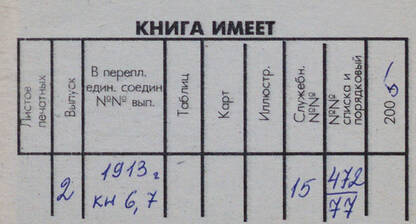 КНИГА ИМЕЕТ
Листов печатных
Выпуск
В перепл. един. соедин №№ вып.
Таблиц
Карт
Иллюстр.
Служебн. №№
№№ списка и порядковый
200 5
2
1913 г
кн 6, 7
15
472
77